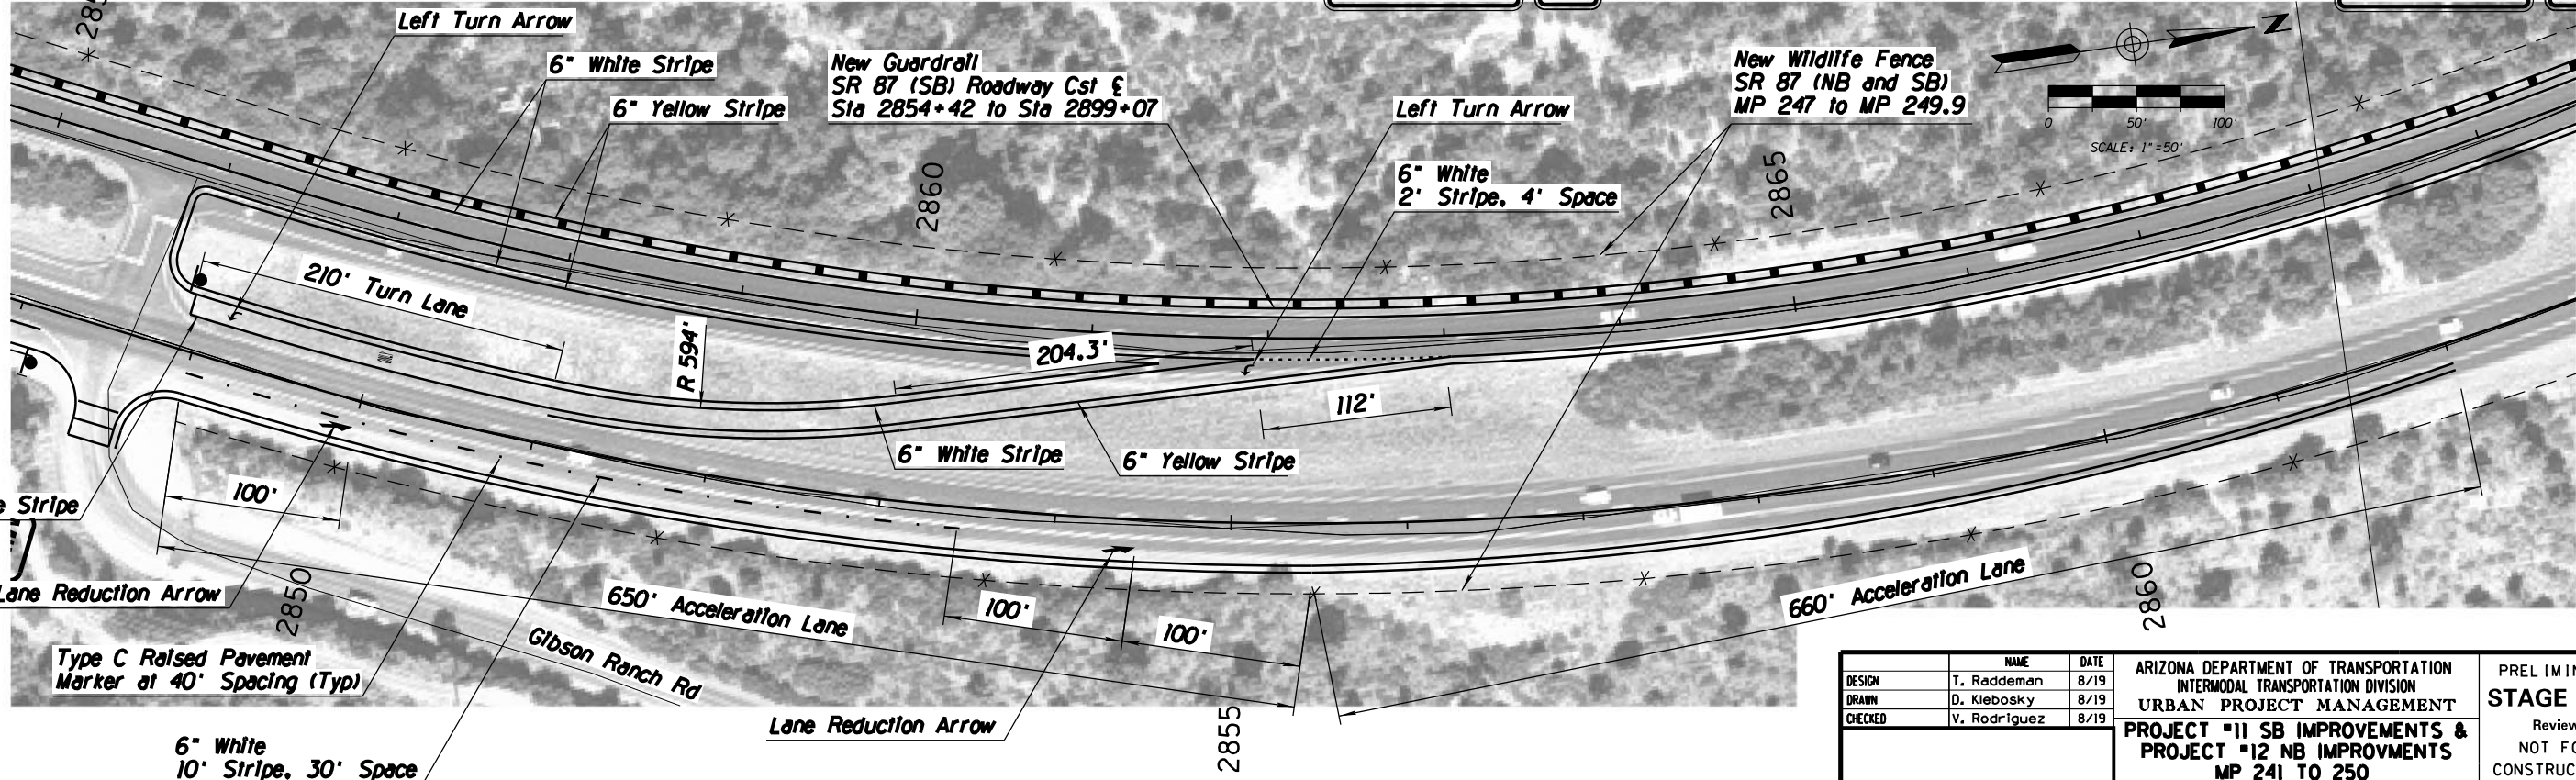 Left Turn Arrow
6" White Stripe
6" Yellow Stripe
New Guardrail
SR 87 (SB) Roadway Cst ℄
Sta 2854+42 to Sta 2899+07
2860
Left Turn Arrow
6" White
2' Stripe, 4' Space
New Wildlife Fence
SR 87 (NB and SB)
MP 247 to MP 249.9
2865
N
0 50' 100'
SCALE: 1"=50'
210' Turn Lane
R 594'
204.3'
112'
6" White Stripe
6" Yellow Stripe
100'
Stripe
Lane Reduction Arrow
2850
650' Acceleration Lane
100'
100'
660' Acceleration Lane
2860
Type C Raised Pavement
Marker at 40' Spacing (Typ)
Gibson Ranch Rd
Lane Reduction Arrow
2855
6" White
10' Stripe, 30' Space
NAME DATE
DESIGN T. Raddeman 8/19
DRAWN D. Klebosky 8/19
CHECKED V. Rodriguez 8/19
ARIZONA DEPARTMENT OF TRANSPORTATION
INTERMODAL TRANSPORTATION DIVISION
URBAN PROJECT MANAGEMENT
PROJECT #11 SB IMPROVEMENTS &
PROJECT #12 NB IMPROVMENTS
MP 241 TO 250
PRELIMIN
STAGE
Review
NOT FO
CONSTRUC